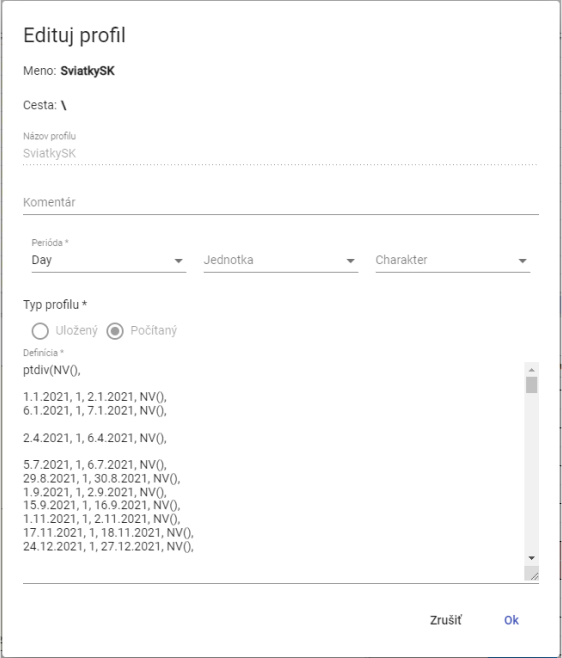 Edituj profil
Meno: SviatkySK
Cesta: \
Názov profilu
SviatkySK
Komentár
Perióda *
Day
Jednotka
Charakter
Typ profilu *
Uložený
Počítaný
Definícia *
ptdiv(NV(),
1.1.2021, 1, 2.1.2021, NV(),
6.1.2021, 1, 7.1.2021, NV(),
2.4.2021, 1, 6.4.2021, NV(),
5.7.2021, 1, 6.7.2021, NV(),
29.8.2021, 1, 30.8.2021, NV(),
1.9.2021, 1, 2.9.2021, NV(),
15.9.2021, 1, 16.9.2021, NV(),
1.11.2021, 1, 2.11.2021, NV(),
17.11.2021, 1, 18.11.2021, NV(),
24.12.2021, 1, 27.12.2021, NV(),
Zrušiť
Ok